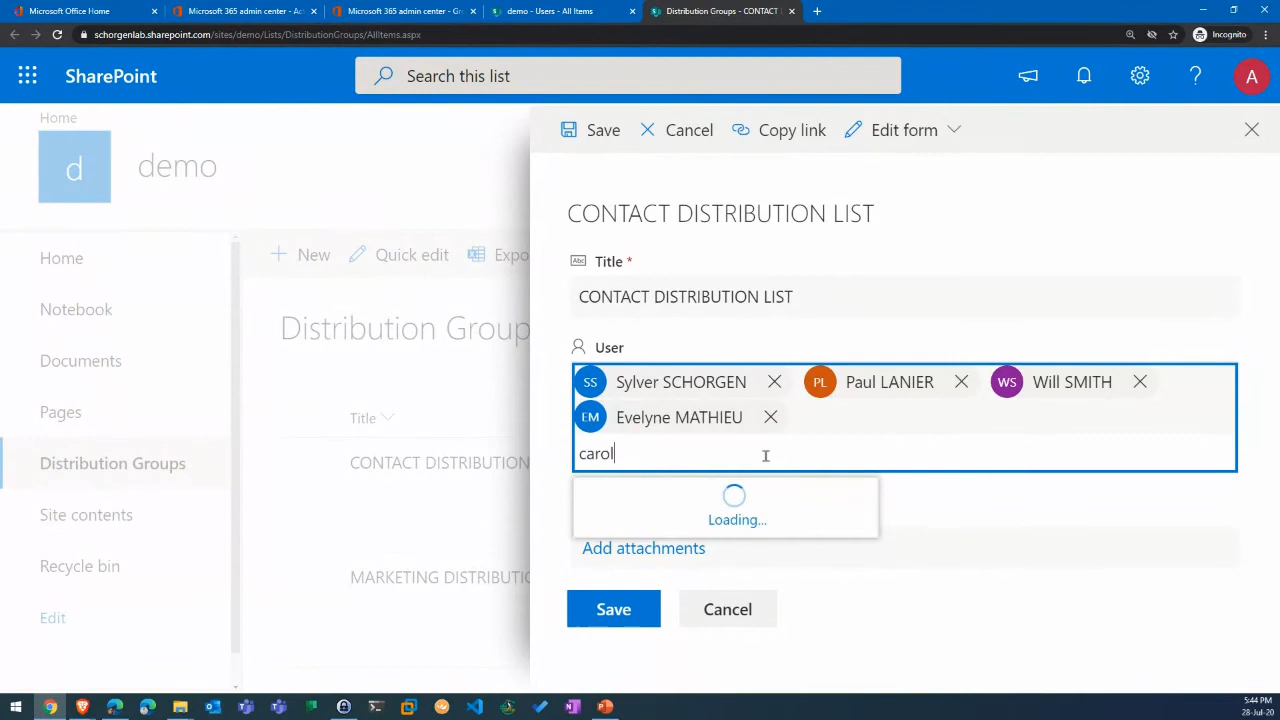 Microsoft Office Home
Microsoft 365 admin center - Ac
Microsoft 365 admin center - Gr
demo - Users - All Items
Distribution Groups - CONTACT
schorgenlab.sharepoint.com/sites/demo/Lists/DistributionGroups/AllItems.aspx
Incognito
SharePoint
Search this list
A
Home
d
demo
Save
Cancel
Copy link
Edit form
Home
Notebook
Documents
Pages
Distribution Groups
Site contents
Recycle bin
Edit
New
Quick edit
Expo
Distribution Group
Title
CONTACT DISTRIBUTION
MARKETING DISTRIBUTIO
CONTACT DISTRIBUTION LIST
Abc
Title *
CONTACT DISTRIBUTION LIST
User
SS Sylver SCHORGEN PL Paul LANIER WS Will SMITH
EM Evelyne MATHIEU
carol
Loading...
Add attachments
Save
Cancel
5:44 PM
28-Jul-20